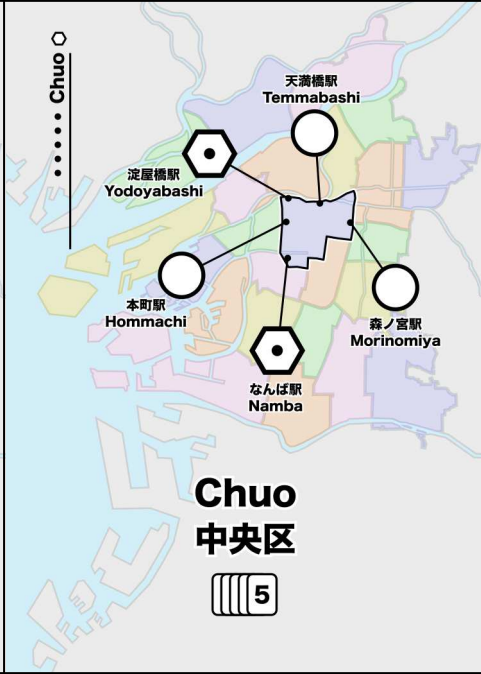 Chuo
天満橋駅
Temmabashi
淀屋橋駅
Yodoyabashi
本町駅
Hommachi
森ノ宮駅
Morinomiya
なんば駅
Namba
Chuo
中央区
5